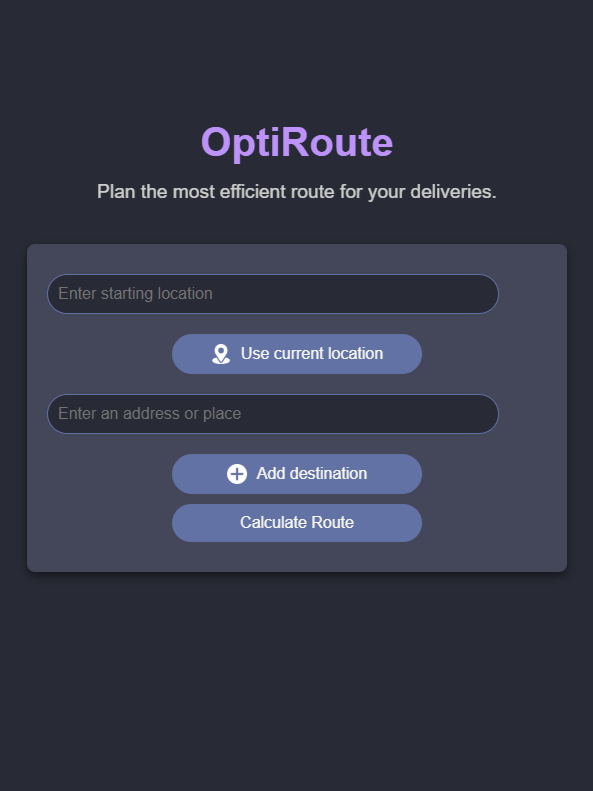 OptiRoute
Plan the most efficient route for your deliveries.
Enter starting location
Use current location
Enter an address or place
Add destination
Calculate Route